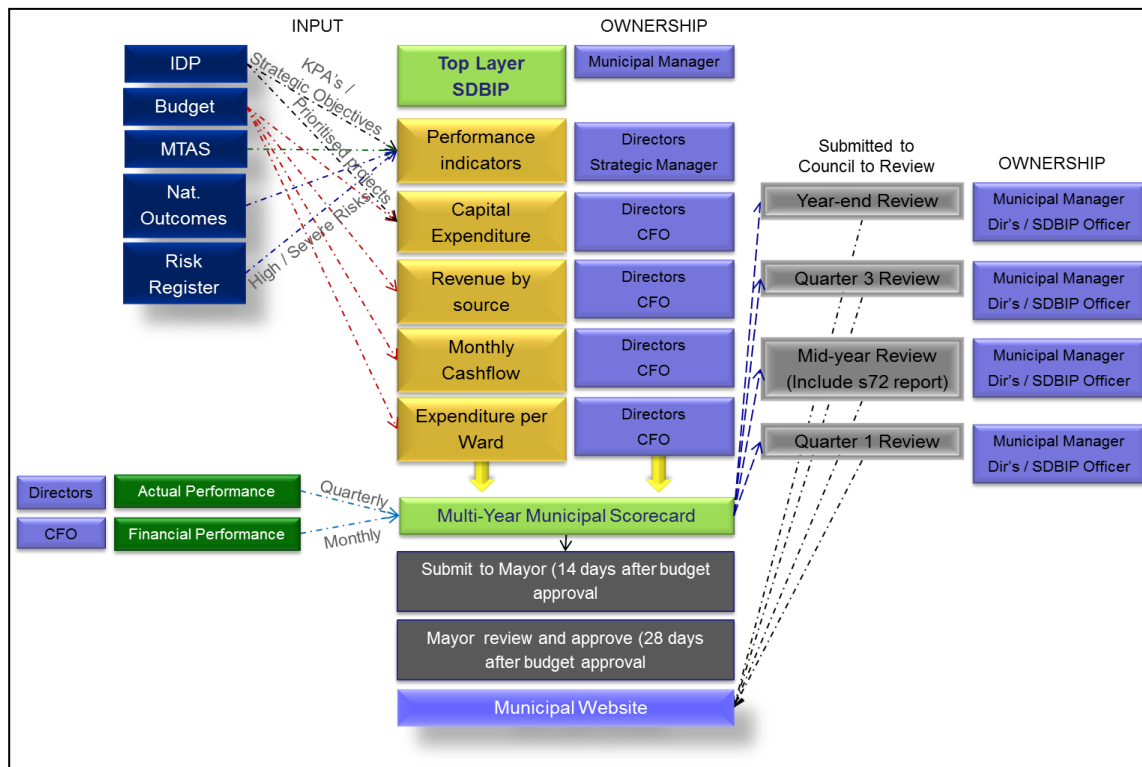 INPUT
OWNERSHIP
IDP
Budget
MTAS
Nat.
Outcomes
Risk
Register
KPA's /
Strategic Objectives
Prioritised projects
High / Severe Risks
Top Layer
SDBIP
Municipal Manager
Performance
indicators
Directors
Strategic Manager
Capital
Expenditure
Directors
CFO
Revenue by
source
Directors
CFO
Monthly
Cashflow
Directors
CFO
Expenditure per
Ward
Directors
CFO
Submitted to
Council to Review
OWNERSHIP
Year-end Review
Municipal Manager
Dir's / SDBIP Officer
Quarter 3 Review
Municipal Manager
Dir's / SDBIP Officer
Mid-year Review
(Include s72 report)
Municipal Manager
Dir's / SDBIP Officer
Quarter 1 Review
Municipal Manager
Dir's / SDBIP Officer
Directors
Actual Performance
Quarterly
CFO
Financial Performance
Monthly
Multi-Year Municipal Scorecard
Submit to Mayor (14 days after budget
approval
Mayor review and approve (28 days
after budget approval
Municipal Website